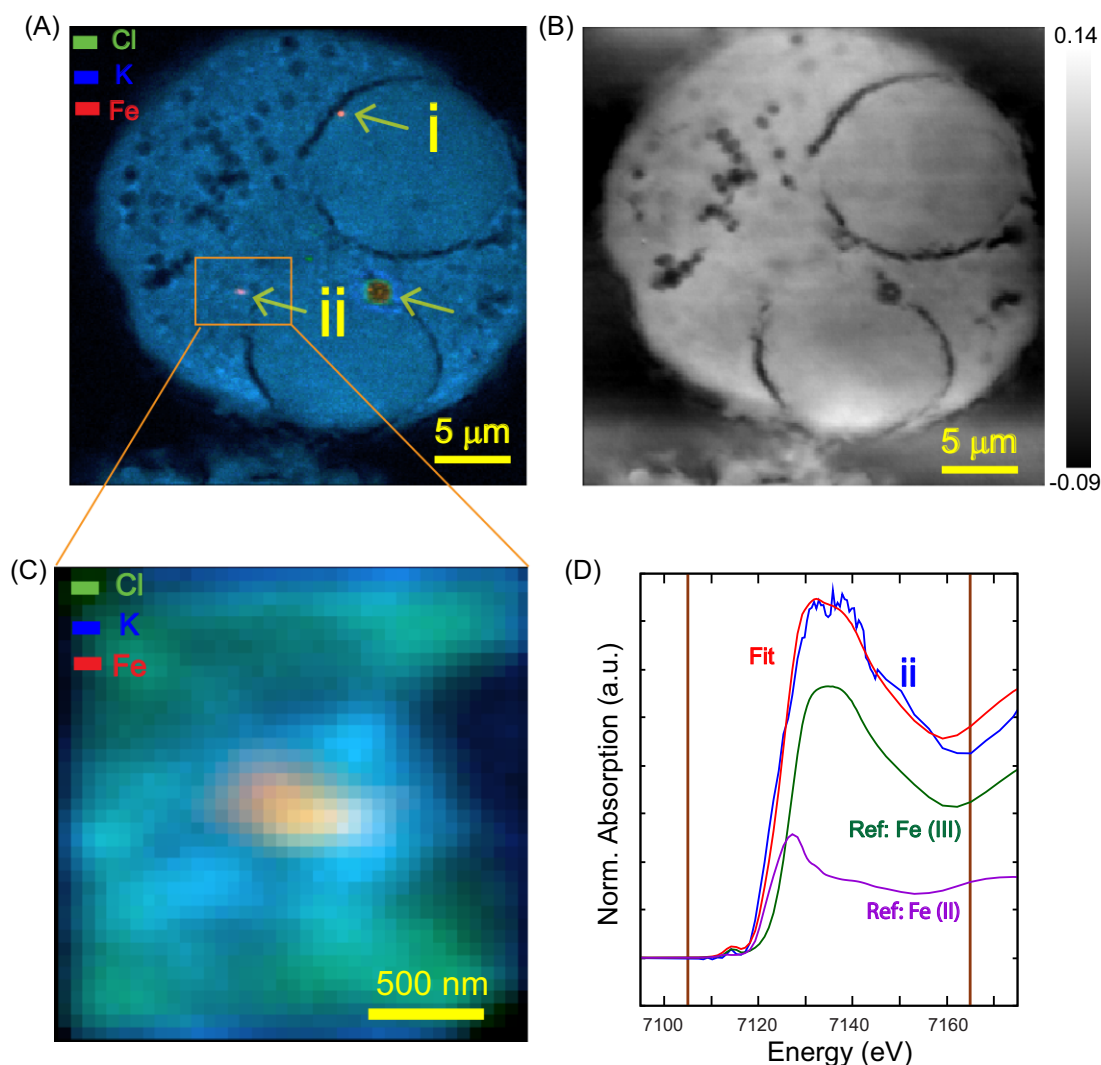 (A)
Cl
K
Fe
i
ii
5 μm
(B)
5 μm
0.14
-0.09
(C)
Cl
K
Fe
500 nm
(D)
Norm. Absorption (a.u.)
Fit
ii
Ref: Fe (III)
Ref: Fe (II)
7100
7120
7140
7160
Energy (eV)